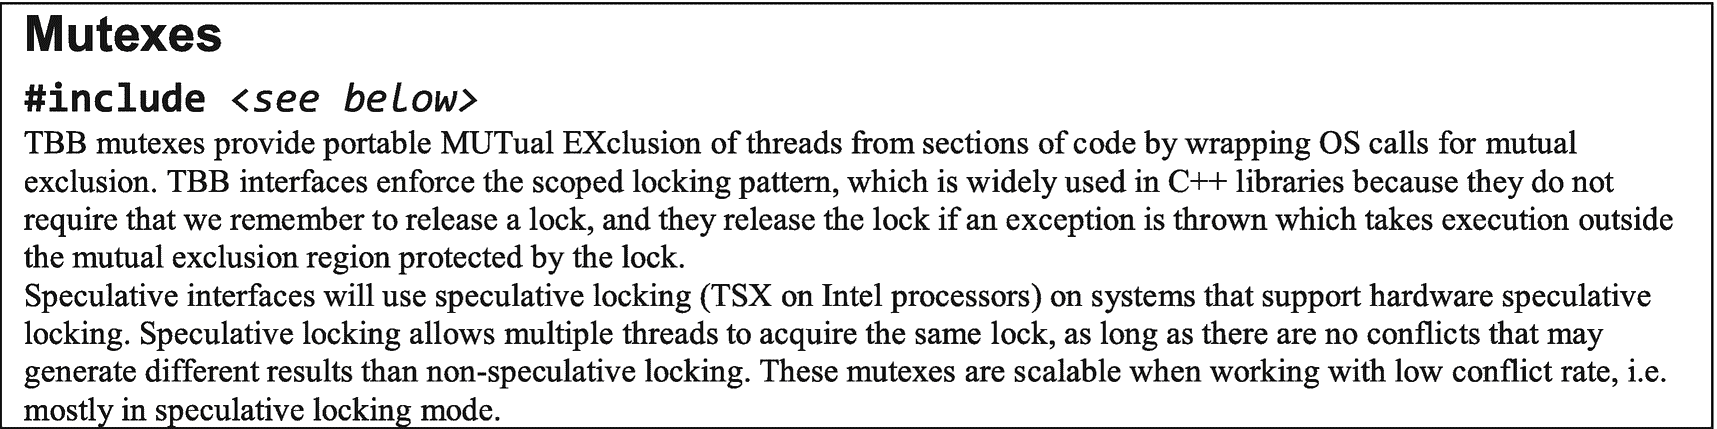 Mutexes
#include <see below>
TBB mutexes provide portable MUTual EXclusion of threads from sections of code by wrapping OS calls for mutual
exclusion. TBB interfaces enforce the scoped locking pattern, which is widely used in C++ libraries because they do not
require that we remember to release a lock, and they release the lock if an exception is thrown which takes execution outside
the mutual exclusion region protected by the lock.
Speculative interfaces will use speculative locking (TSX on Intel processors) on systems that support hardware speculative
locking. Speculative locking allows multiple threads to acquire the same lock, as long as there are no conflicts that may
generate different results than non-speculative locking. These mutexes are scalable when working with low conflict rate, i.e.
mostly in speculative locking mode.